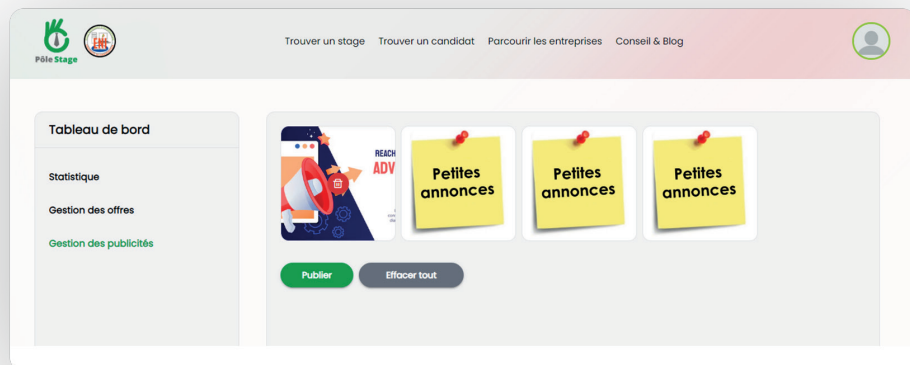 Pôle Stage
Trouver un stage Trouver un candidat Parcourir les entreprises Conseil & Blog
Tableau de bord
Statistique
Gestion des offres
Gestion des publicités
REACH
ADV
Petites
annonces
Petites
annonces
Petites
annonces
Publier Effacer tout